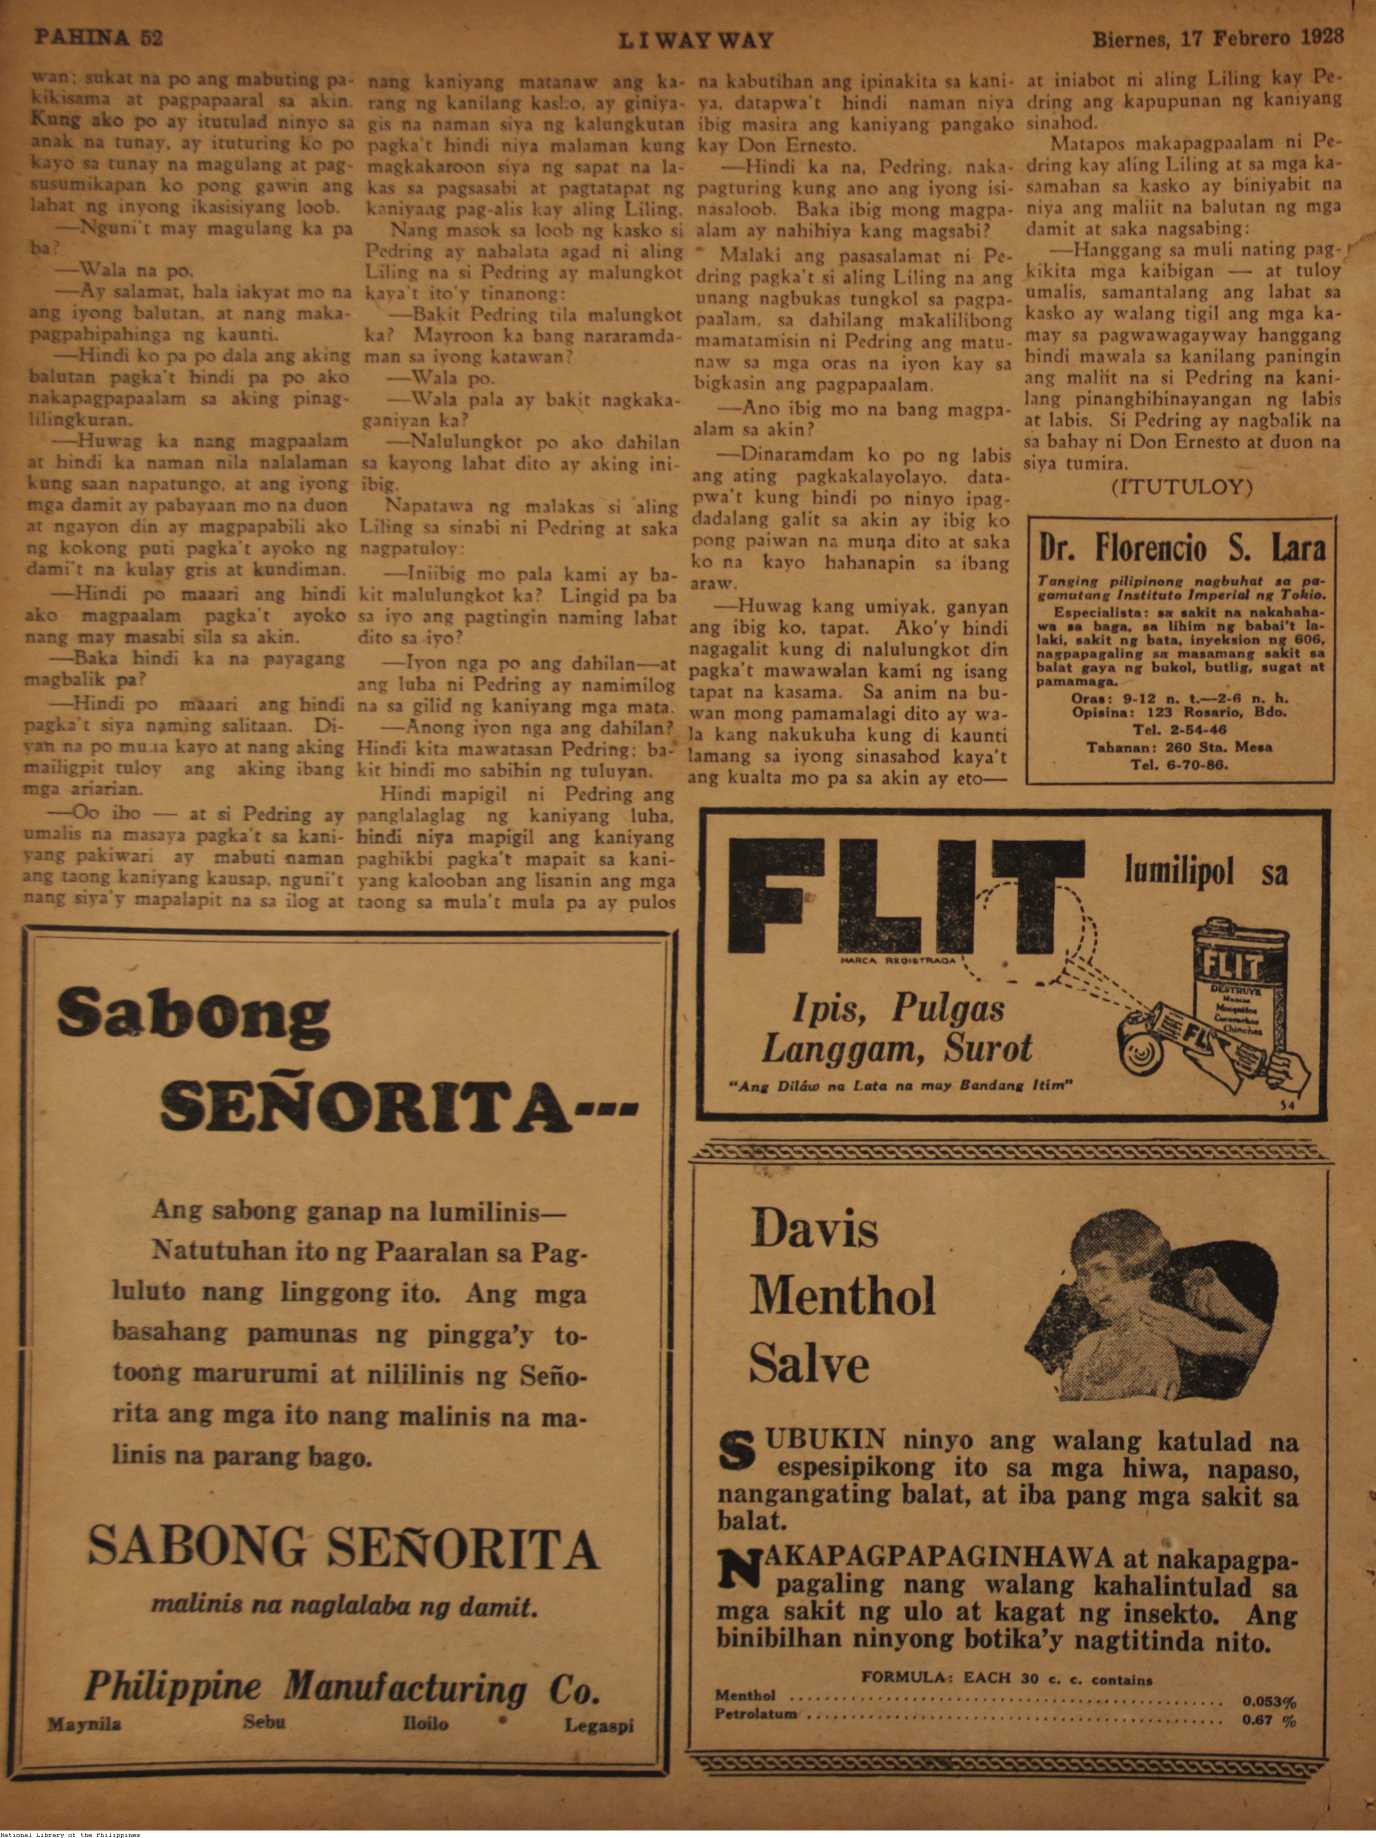 PAHINA 52
LIWAYWAY
Biernes, 17 Febrero 1928
wan; sukat na po ang mabuting pa-
kikisama at pagpapaaral sa akin.
Kung ako po ay itutulad ninyo sa
anak na tunay, ay ituturing ko po
kayo sa tunay na magulang at pag-
susumikapan ko pong gawin ang
lahat ng inyong ikasisiyang loob.
—Nguni't may magulang ka pa
ba?
—Wala na po.
—Ay salamat, hala iakyat mo na
ang iyong balutan, at nang maka-
pagpahipahinga ng kaunti.
—Hindi ko pa po dala ang aking
balutan pagka't hindi pa po ako
nakapagpapaalam sa aking pinag-
lilingkuran.
—Huwag ka nang magpaalam
at hindi ka naman nila nalalaman
kung saan napatungo, at ang iyong
mga damit ay pabayaan mo na duon
at ngayon din ay magpapabili ako
ng kokong puti pagka't ayoko ng
dami't na kulay gris at kundiman.
—Hindi po maaari ang hindi
ako magpaalam pagka't ayoko
nang may masabi sila sa akin.
—Baka hindi ka na payagang
magbalik pa?
—Hindi po maaari ang hindi
pagka't siya naming salitaan. Di-
yan na po muna kayo at nang aking
mailigpit tuloy ang aking ibang
mga ariarian.
—Oo iho — at si Pedring ay
umalis na masaya pagka't sa kani-
yang pakiwari ay mabuti naman
ang taong kaniyang kausap, nguni't
nang siya'y mapalapit na sa ilog at
nang kaniyang matanaw ang ka-
rang ng kanilang kasko, ay giniya-
gis na naman siya ng kalungkutan
pagka't hindi niya malaman kung
magkakaroon siya ng sapat na la-
kas sa pagsasabi at pagtatapat ng
kaniyaag pag-alis kay aling Liling.
Nang masok sa loob ng kasko si
Pedring ay nahalata agad ni aling
Liling na si Pedring ay malungkot
kaya't ito'y tinanong:
—Bakit Pedring tila malungkot
ka? Mayroon ka bang nararamda-
man sa iyong katawan?
—Wala po.
—Wala pala ay bakit nagkaka-
ganiyan ka?
—Nalulungkot po ako dahilan
sa kayong lahat dito ay aking ini-
ibig.
Napatawa ng malakas si aling
Liling sa sinabi ni Pedring at saka
nagpatuloy:
—Iniibig mo pala kami ay ba-
kit malulungkot ka? Lingid pa ba
sa iyo ang pagtingin naming lahat
dito sa iyo?
—Iyon nga po ang dahilan—at
ang luha ni Pedring ay namimilog
na sa gilid ng kaniyang mga mata.
—Anong iyon nga ang dahilan?
Hindi kita mawatasan Pedring; ba-
kit hindi mo sabihin ng tuluyan.
Hindi mapigil ni Pedring ang
panglalaglag ng kaniyang luha,
hindi niya mapigil ang kaniyang
paghikbi pagka't mapait sa kani-
yang kalooban ang lisanin ang mga
taong sa mula't mula pa ay pulos
na kabutihan ang ipinakita sa kani-
ya, datapwa't hindi naman niya
ibig masira ang kaniyang pangako
kay Don Ernesto.
—Hindi ka na, Pedring, naka-
pagturing kung ano ang iyong isi-
nasaloob. Baka ibig mong magpa-
alam ay nahihiya kang magsabi?
Malaki ang pasasalamat ni Pe-
dring pagka't si aling Liling na ang
unang nagbukas tungkol sa pagpa-
paalam, sa dahilang makalilibong
mamatamisin ni Pedring ang matu-
naw sa mga oras na iyon kay sa
bigkasin ang pagpapaalam.
—Ano ibig mo na bang magpa-
alam sa akin?
—Dinaramdam ko po ng labis
ang ating pagkakalayolayo, data-
pwa't kung hindi po ninyo ipag-
dadalang galit sa akin ay ibig ko
pong paiwan na muna dito at saka
ko na kayo hahanapin sa ibang
araw.
—Huwag kang umiyak, ganyan
ang ibig ko, tapat. Ako'y hindi
nagagalit kung di nalulungkot din
pagka't mawawalan kami ng isang
tapat na kasama. Sa anim na bu-
wan mong pamamalagi dito ay wa-
la kang nakukuha kung di kaunti
lamang sa iyong sinasahod kaya't
ang kualta mo pa sa akin ay eto—
at iniabot ni aling Liling kay Pe-
dring ang kapupunan ng kaniyang
sinahod.
Matapos makapagpaalam ni Pe-
dring kay aling Liling at sa mga ka-
samahan sa kasko ay biniyabit na
niya ang maliit na balutan ng mga
damit at saka nagsabing:
—Hanggang sa muli nating pag-
kikita mga kaibigan — at tuloy
umalis, samantalang ang lahat sa
kasko ay walang tigil ang mga ka-
may sa pagwawagayway hanggang
hindi mawala sa kanilang paningin
ang maliit na si Pedring na kani-
lang pinanghihinayangan ng labis
at labis. Si Pedring ay nagbalik na
sa bahay ni Don Ernesto at duon na
siya tumira.
(ITUTULOY)
Dr. Florencio S. Lara
Tanging pilipinong nagbuhat sa pa-
gamutang Instituto Imperial ng Tokio.
Especialista: sa sakit na nakahaha-
wa sa baga, sa lihim ng babai't la-
laki, sakit ng bata, inyeksion ng 606,
nagpapagaling sa masamang sakit sa
balat gaya ng bukol, butlig, sugat at
pamamaga.
Oras: 9-12 n. t.—2-6 n. h.
Opisina: 123 Rosario, Bdo.
Tel. 2-54-46
Tahanan: 260 Sta. Mesa
Tel. 6-70-86.
FLIT lumilipol sa
MARCA REGISTRADA
Ipis, Pulgas
Langgam, Surot
"Ang Diláw na Lata na may Bandang Itim"
FLIT
DESTRUYE
Moscas
Mosquitos
Cucarachas
Chinches
FLIT
54
Sabong
SEÑORITA---
Ang sabong ganap na lumilinis—
Natutuhan ito ng Paaralan sa Pag-
luluto nang linggong ito. Ang mga
basahang pamunas ng pingga'y to-
toong marurumi at nililinis ng Seño-
rita ang mga ito nang malinis na ma-
linis na parang bago.
SABONG SEÑORITA
malinis na naglalaba ng damit.
Philippine Manufacturing Co.
Maynila Sebu Iloilo Legaspi
Davis
Menthol
Salve
SUBUKIN ninyo ang walang katulad na
espesipikong ito sa mga hiwa, napaso,
nangangating balat, at iba pang mga sakit sa
balat.
NAKAPAGPAPAGINHAWA at nakapagpa-
pagaling nang walang kahalintulad sa
mga sakit ng ulo at kagat ng insekto. Ang
binibilhan ninyong botika'y nagtitinda nito.
FORMULA: EACH 30 c. c. contains
Menthol ........ 0.053%
Petrolatum ........ 0.67 %
National Library of the Philippines